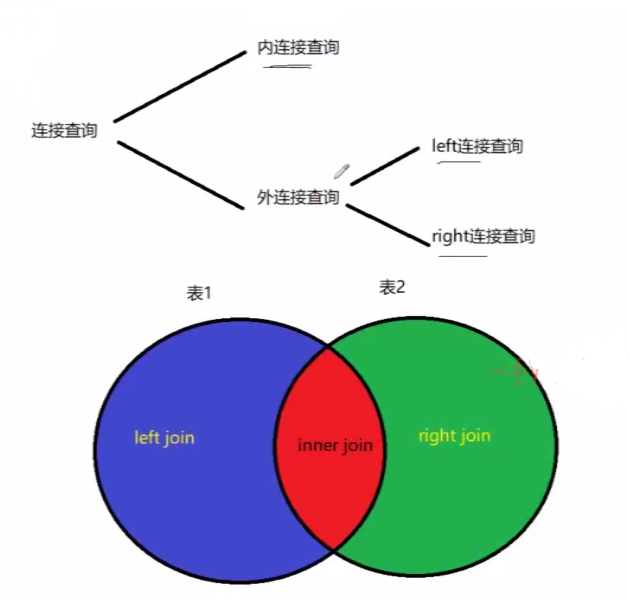 内连接查询
连接查询
left连接查询
外连接查询
right连接查询
表1
表2
left join
inner join
right join